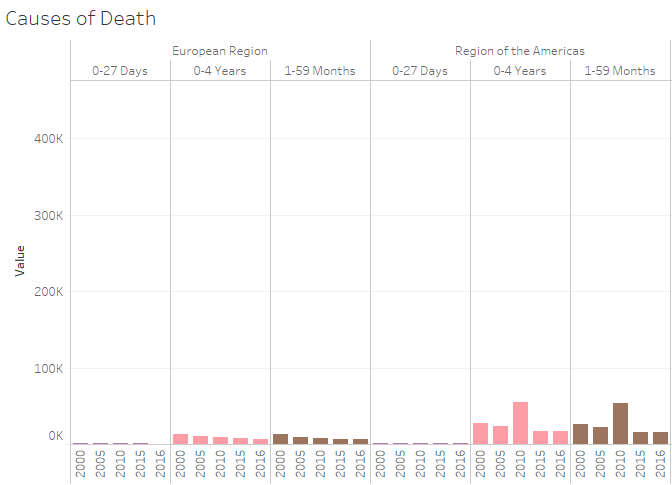 Causes of Death
European Region Region of the Americas
0-27 Days 0-4 Years 1-59 Months 0-27 Days 0-4 Years 1-59 Months
400K
300K
Value
200K
100K
0K
2000 2005 2010 2015 2016 2000 2005 2010 2015 2016 2000 2005 2010 2015 2016 2000 2005 2010 2015 2016 2000 2005 2010 2015 2016 2000 2005 2010 2015 2016